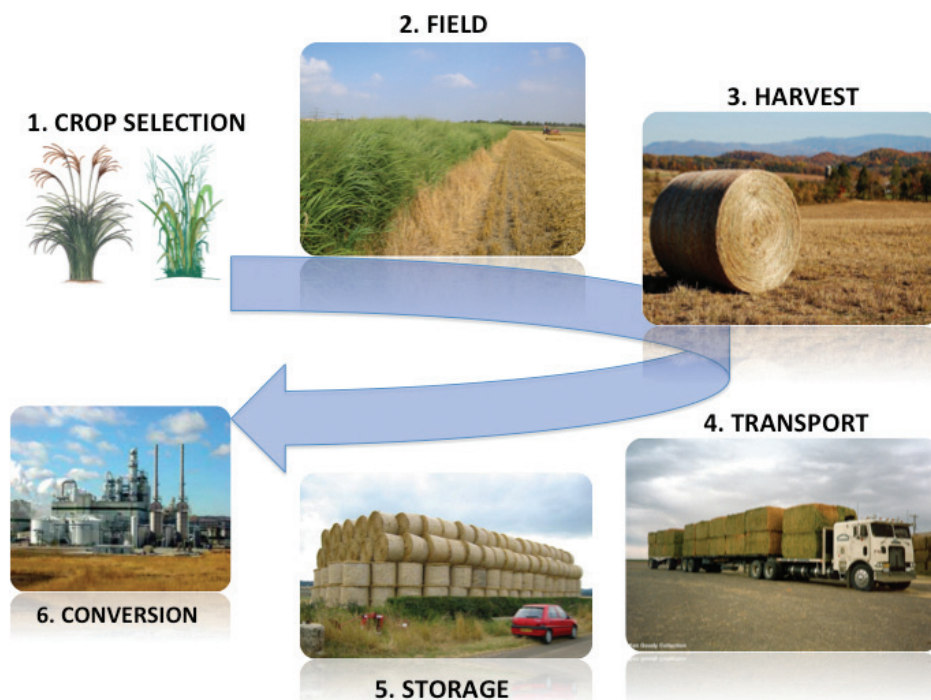 1. CROP SELECTION
2. FIELD
3. HARVEST
4. TRANSPORT
5. STORAGE
6. CONVERSION